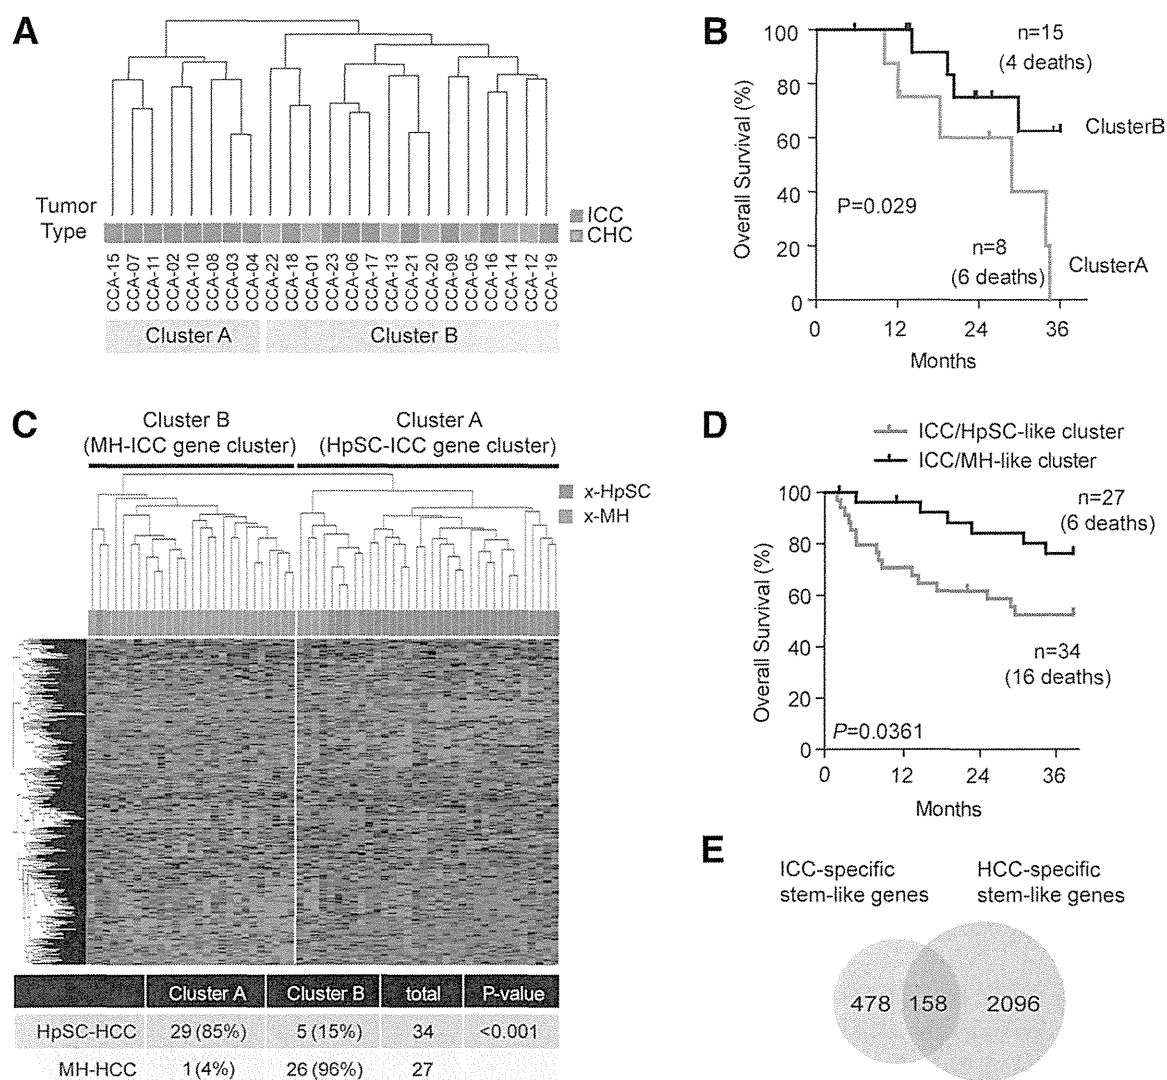 A
Tumor
Type
ICC
CHC
CCA-15
CCA-07
CCA-11
CCA-02
CCA-10
CCA-08
CCA-03
CCA-04
CCA-22
CCA-18
CCA-01
CCA-23
CCA-06
CCA-17
CCA-13
CCA-21
CCA-20
CCA-09
CCA-05
CCA-16
CCA-14
CCA-12
CCA-19
Cluster A
Cluster B
B
Overall Survival (%)
100
80
60
40
20
0
n=15
(4 deaths)
ClusterB
P=0.029
n=8
(6 deaths)
ClusterA
0 12 24 36
Months
C
Cluster B
(MH-ICC gene cluster)
Cluster A
(HpSC-ICC gene cluster)
x-HpSC
x-MH
Cluster A Cluster B total P-value
HpSC-HCC 29 (85%) 5 (15%) 34 <0.001
MH-HCC 1 (4%) 26 (96%) 27
D
ICC/HpSC-like cluster
ICC/MH-like cluster
Overall Survival (%)
100
80
60
40
20
0
n=27
(6 deaths)
n=34
(16 deaths)
P=0.0361
0 12 24 36
Months
E
ICC-specific
stem-like genes
HCC-specific
stem-like genes
478 158 2096